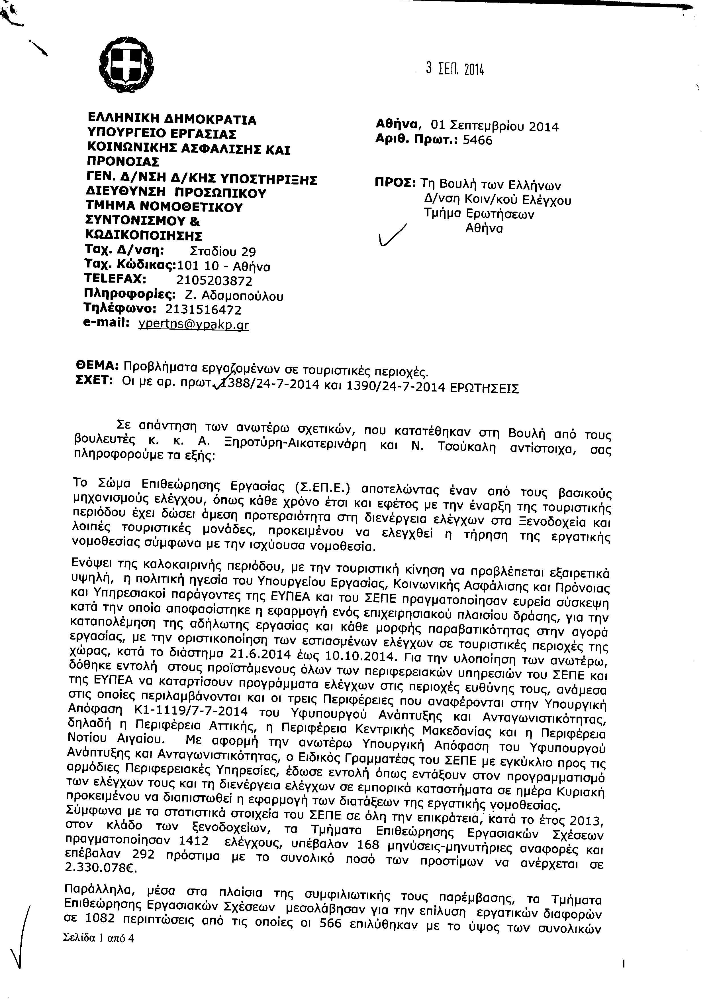 3 ΣΕΠ. 2014
ΕΛΛΗΝΙΚΗ ΔΗΜΟΚΡΑΤΙΑ
ΥΠΟΥΡΓΕΙΟ ΕΡΓΑΣΙΑΣ
ΚΟΙΝΩΝΙΚΗΣ ΑΣΦΑΛΙΣΗΣ ΚΑΙ
ΠΡΟΝΟΙΑΣ
ΓΕΝ. Δ/ΝΣΗ Δ/ΚΗΣ ΥΠΟΣΤΗΡΙΞΗΣ
ΔΙΕΥΘΥΝΣΗ ΠΡΟΣΩΠΙΚΟΥ
ΤΜΗΜΑ ΝΟΜΟΘΕΤΙΚΟΥ
ΣΥΝΤΟΝΙΣΜΟΥ &
ΚΩΔΙΚΟΠΟΙΗΣΗΣ
Ταχ. Δ/νση: Σταδίου 29
Ταχ. Κώδικας:101 10 - Αθήνα
TELEFAX: 2105203872
Πληροφορίες: Ζ. Αδαμοπούλου
Τηλέφωνο: 2131516472
e-mail: ypertns@ypakp.gr
Αθήνα, 01 Σεπτεμβρίου 2014
Αριθ. Πρωτ.: 5466
ΠΡΟΣ: Τη Βουλή των Ελλήνων
Δ/νση Κοιν/κού Ελέγχου
Τμήμα Ερωτήσεων
Αθήνα
ΘΕΜΑ: Προβλήματα εργαζομένων σε τουριστικές περιοχές.
ΣΧΕΤ: Οι με αρ. πρωτ. 1388/24-7-2014 και 1390/24-7-2014 ΕΡΩΤΗΣΕΙΣ
Σε απάντηση των ανωτέρω σχετικών, που κατατέθηκαν στη Βουλή από τους
βουλευτές κ. κ. Α. Ξηροτύρη-Αικατερινάρη και Ν. Τσούκαλη αντίστοιχα, σας
πληροφορούμε τα εξής:
Το Σώμα Επιθεώρησης Εργασίας (Σ.ΕΠ.Ε.) αποτελώντας έναν από τους βασικούς
μηχανισμούς ελέγχου, όπως κάθε χρόνο έτσι και εφέτος με την έναρξη της τουριστικής
περιόδου έχει δώσει άμεση προτεραιότητα στη διενέργεια ελέγχων στα Ξενοδοχεία και
λοιπές τουριστικές μονάδες, προκειμένου να ελεγχθεί η τήρηση της εργατικής
νομοθεσίας σύμφωνα με την ισχύουσα νομοθεσία.
Ενόψει της καλοκαιρινής περιόδου, με την τουριστική κίνηση να προβλέπεται εξαιρετικά
υψηλή, η πολιτική ηγεσία του Υπουργείου Εργασίας, Κοινωνικής Ασφάλισης και Πρόνοιας
και Υπηρεσιακοί παράγοντες της ΕΥΠΕΑ και του ΣΕΠΕ πραγματοποίησαν ευρεία σύσκεψη
κατά την οποία αποφασίστηκε η εφαρμογή ενός επιχειρησιακού πλαισίου δράσης, για την
καταπολέμηση της αδήλωτης εργασίας και κάθε μορφής παραβατικότητας στην αγορά
εργασίας, με την οριστικοποίηση των εστιασμένων ελέγχων σε τουριστικές περιοχές της
χώρας, κατά το διάστημα 21.6.2014 έως 10.10.2014. Για την υλοποίηση των ανωτέρω,
δόθηκε εντολή στους προϊστάμενους όλων των περιφερειακών υπηρεσιών του ΣΕΠΕ και
της ΕΥΠΕΑ να καταρτίσουν προγράμματα ελέγχων στις περιοχές ευθύνης τους, ανάμεσα
στις οποίες περιλαμβάνονται και οι τρεις Περιφέρειες που αναφέρονται στην Υπουργική
Απόφαση Κ1-1119/7-7-2014 του Υφυπουργού Ανάπτυξης και Ανταγωνιστικότητας,
δηλαδή η Περιφέρεια Αττικής, η Περιφέρεια Κεντρικής Μακεδονίας και η Περιφέρεια
Νοτίου Αιγαίου. Με αφορμή την ανωτέρω Υπουργική Απόφαση του Υφυπουργού
Ανάπτυξης και Ανταγωνιστικότητας, ο Ειδικός Γραμματέας του ΣΕΠΕ με εγκύκλιο προς τις
αρμόδιες Περιφερειακές Υπηρεσίες, έδωσε εντολή όπως εντάξουν στον προγραμματισμό
των ελέγχων τους και τη διενέργεια ελέγχων σε εμπορικά καταστήματα σε ημέρα Κυριακή
προκειμένου να διαπιστωθεί η εφαρμογή των διατάξεων της εργατικής νομοθεσίας.
Σύμφωνα με τα στατιστικά στοιχεία του ΣΕΠΕ σε όλη την επικράτεια, κατά το έτος 2013,
στον κλάδο των ξενοδοχείων, τα Τμήματα Επιθεώρησης Εργασιακών Σχέσεων
πραγματοποίησαν 1412 ελέγχους, υπέβαλαν 168 μηνύσεις-μηνυτήριες αναφορές και
επέβαλαν 292 πρόστιμα με το συνολικό ποσό των προστίμων να ανέρχεται σε
2.330.078€.
Παράλληλα, μέσα στα πλαίσια της συμφιλιωτικής τους παρέμβασης, τα Τμήματα
Επιθεώρησης Εργασιακών Σχέσεων μεσολάβησαν για την επίλυση εργατικών διαφορών
σε 1082 περιπτώσεις από τις οποίες οι 566 επιλύθηκαν με το ύψος των συνολικών
Σελίδα 1 από 4
1